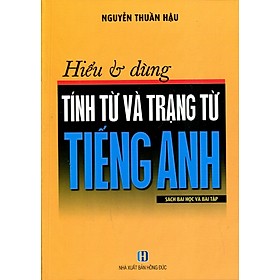 NGUYỄN THUẦN HẬU
Hiểu & dùng
TÍNH TỪ VÀ TRẠNG TỪ
TIẾNG ANH
SÁCH BÀI HỌC VÀ BÀI TẬP
NHÀ XUẤT BẢN HỒNG ĐỨC